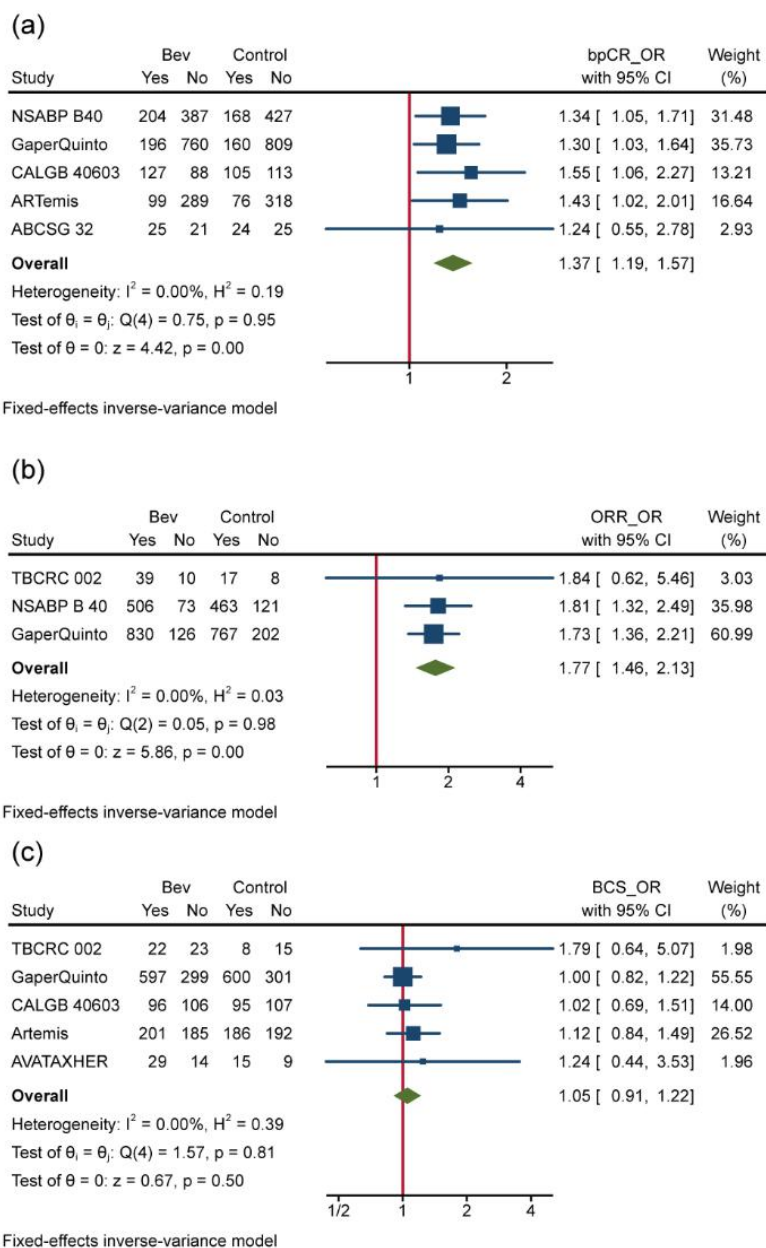 (a)
Bev Control bpCR_OR Weight
Study Yes No Yes No with 95% CI (%)
NSABP B40 204 387 168 427 1.34 [ 1.05, 1.71] 31.48
GaperQuinto 196 760 160 809 1.30 [ 1.03, 1.64] 35.73
CALGB 40603 127 88 105 113 1.55 [ 1.06, 2.27] 13.21
ARTemis 99 289 76 318 1.43 [ 1.02, 2.01] 16.64
ABCSG 32 25 21 24 25 1.24 [ 0.55, 2.78] 2.93
Overall 1.37 [ 1.19, 1.57]
Heterogeneity: I² = 0.00%, H² = 0.19
Test of θᵢ = θⱼ: Q(4) = 0.75, p = 0.95
Test of θ = 0: z = 4.42, p = 0.00
1 2
Fixed-effects inverse-variance model
(b)
Bev Control ORR_OR Weight
Study Yes No Yes No with 95% CI (%)
TBCRC 002 39 10 17 8 1.84 [ 0.62, 5.46] 3.03
NSABP B 40 506 73 463 121 1.81 [ 1.32, 2.49] 35.98
GaperQuinto 830 126 767 202 1.73 [ 1.36, 2.21] 60.99
Overall 1.77 [ 1.46, 2.13]
Heterogeneity: I² = 0.00%, H² = 0.03
Test of θᵢ = θⱼ: Q(2) = 0.05, p = 0.98
Test of θ = 0: z = 5.86, p = 0.00
1 2 4
Fixed-effects inverse-variance model
(c)
Bev Control BCS_OR Weight
Study Yes No Yes No with 95% CI (%)
TBCRC 002 22 23 8 15 1.79 [ 0.64, 5.07] 1.98
GaperQuinto 597 299 600 301 1.00 [ 0.82, 1.22] 55.55
CALGB 40603 96 106 95 107 1.02 [ 0.69, 1.51] 14.00
Artemis 201 185 186 192 1.12 [ 0.84, 1.49] 26.52
AVATAXHER 29 14 15 9 1.24 [ 0.44, 3.53] 1.96
Overall 1.05 [ 0.91, 1.22]
Heterogeneity: I² = 0.00%, H² = 0.39
Test of θᵢ = θⱼ: Q(4) = 1.57, p = 0.81
Test of θ = 0: z = 0.67, p = 0.50
1/2 1 2 4
Fixed-effects inverse-variance model